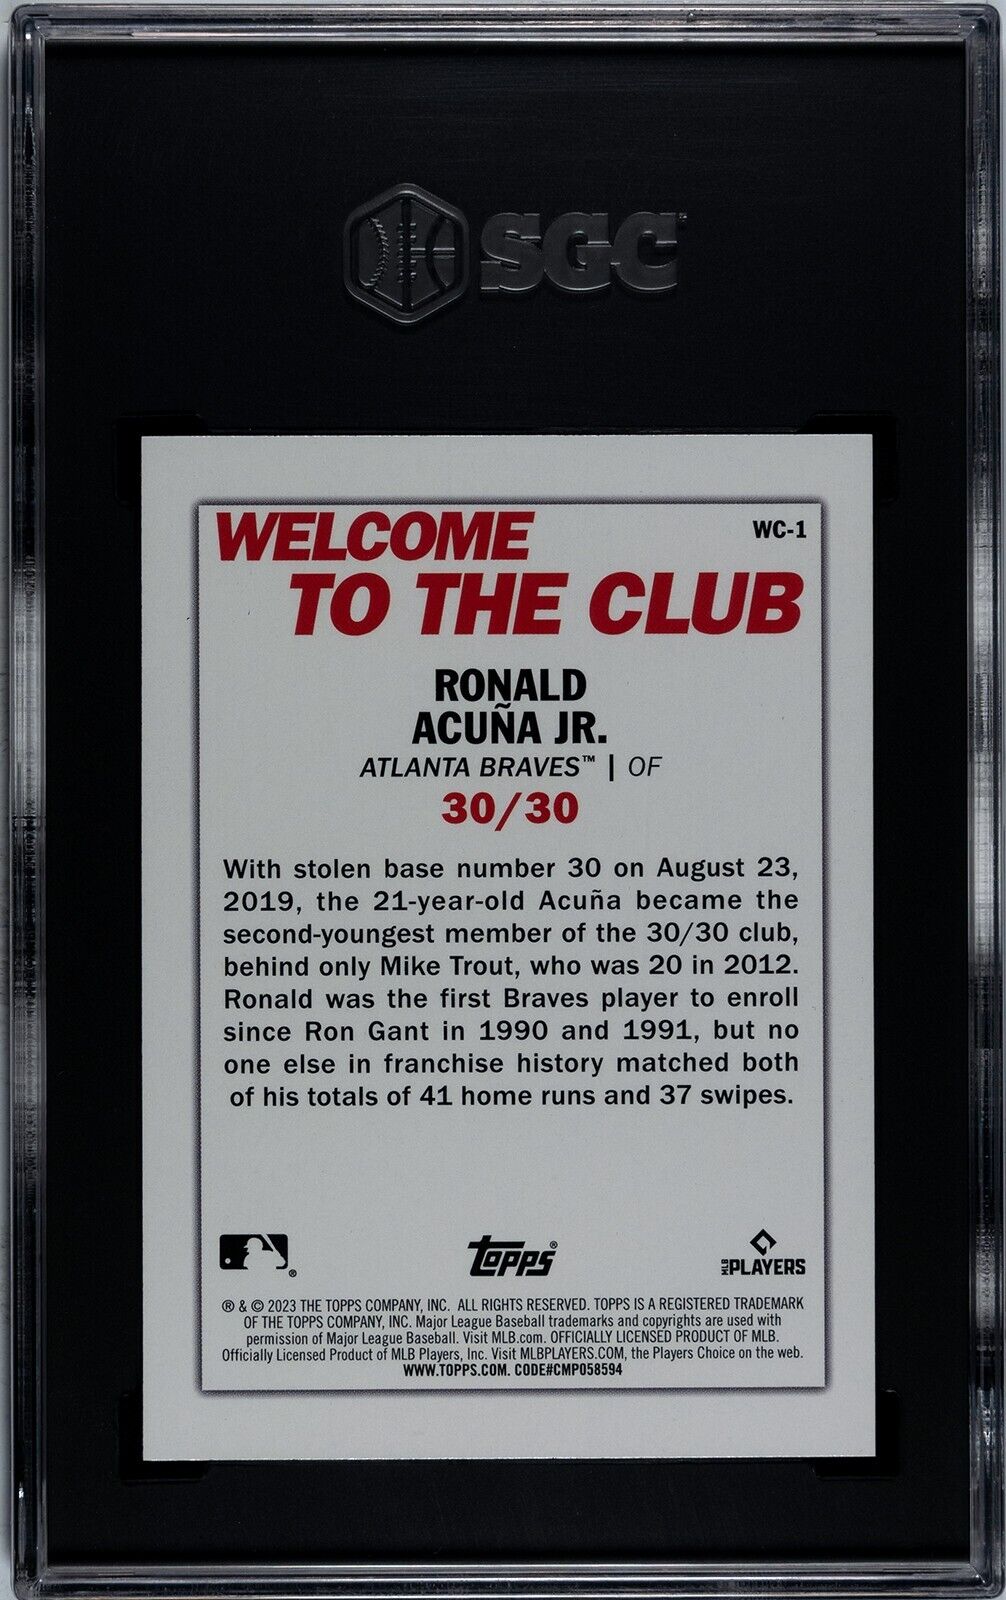 SGC
WELCOME
WC-1
TO THE CLUB
RONALD
ACUÑA JR.
ATLANTA BRAVES™ | OF
30/30
With stolen base number 30 on August 23,
2019, the 21-year-old Acuña became the
second-youngest member of the 30/30 club,
behind only Mike Trout, who was 20 in 2012.
Ronald was the first Braves player to enroll
since Ron Gant in 1990 and 1991, but no
one else in franchise history matched both
of his totals of 41 home runs and 37 swipes.
®
Topps®
MLB PLAYERS
® & © 2023 THE TOPPS COMPANY, INC. ALL RIGHTS RESERVED. TOPPS IS A REGISTERED TRADEMARK
OF THE TOPPS COMPANY, INC. Major League Baseball trademarks and copyrights are used with
permission of Major League Baseball. Visit MLB.com. OFFICIALLY LICENSED PRODUCT OF MLB.
Officially Licensed Product of MLB Players, Inc. Visit MLBPLAYERS.COM, the Players Choice on the web.
WWW.TOPPS.COM. CODE#CMP058594